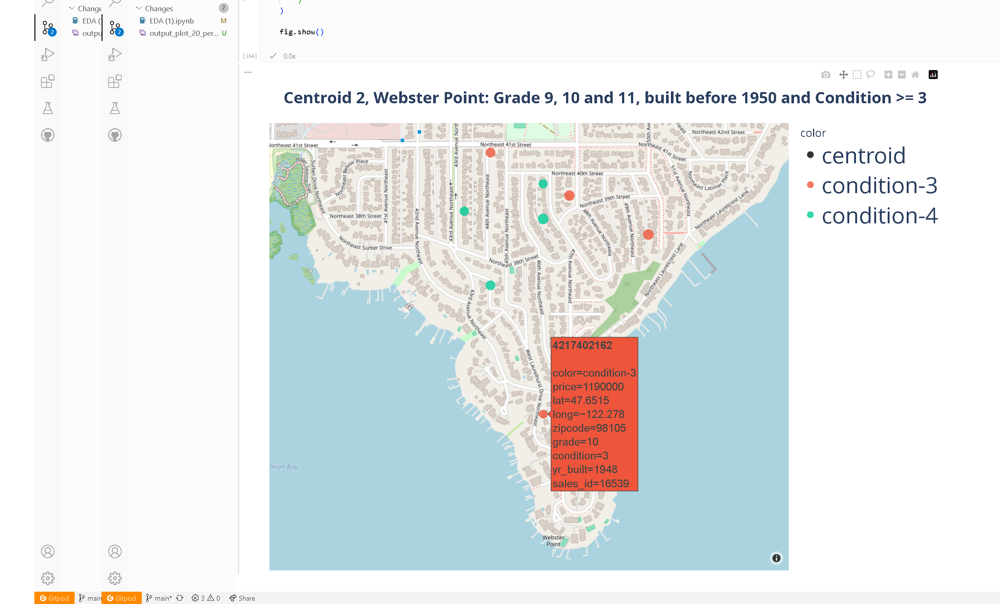 Changes
2
EDA (1).ipynb M
output_plot_20_per... U
2
2
)
fig.show()
[164]
0.0s
...
Centroid 2, Webster Point: Grade 9, 10 and 11, built before 1950 and Condition >= 3
color
centroid
condition-3
condition-4
Northeast 42nd Street
Northeast 41st Street
Northeast 41st Street
Northeast 41st Street
50th Ave
43rd Avenue North
Yesler Creek
Yesler Swamp Trail
Surber Drive Northeast
Northeast Belvoir Place
41st Avenue Northeast
Northeast 40th Street
51st Avenue Northeast
Northeast Latimer Place
Northeast Laurelcrest Lane
Northeast 39th Street
Northeast 38th Street
42nd Avenue Northeast
43rd Avenue Northeast
44th Avenue Northeast
45th Avenue Northeast
48th Avenue Northeast
49th Avenue Northeast
Northeast Surber Drive
Northeast 38th Street
46th Avenue Northeast
47th Avenue Northeast
Northeast Laurelcrest Lane
43rd Avenue Northeast
West Laurelhurst Drive Northeast
4217402162
color=condition-3
price=1190000
lat=47.6515
long=−122.278
zipcode=98105
grade=10
condition=3
yr_built=1948
sales_id=16539
Union Bay
Webster
Point
Gitpod
main
Gitpod
main*
3
0
Share